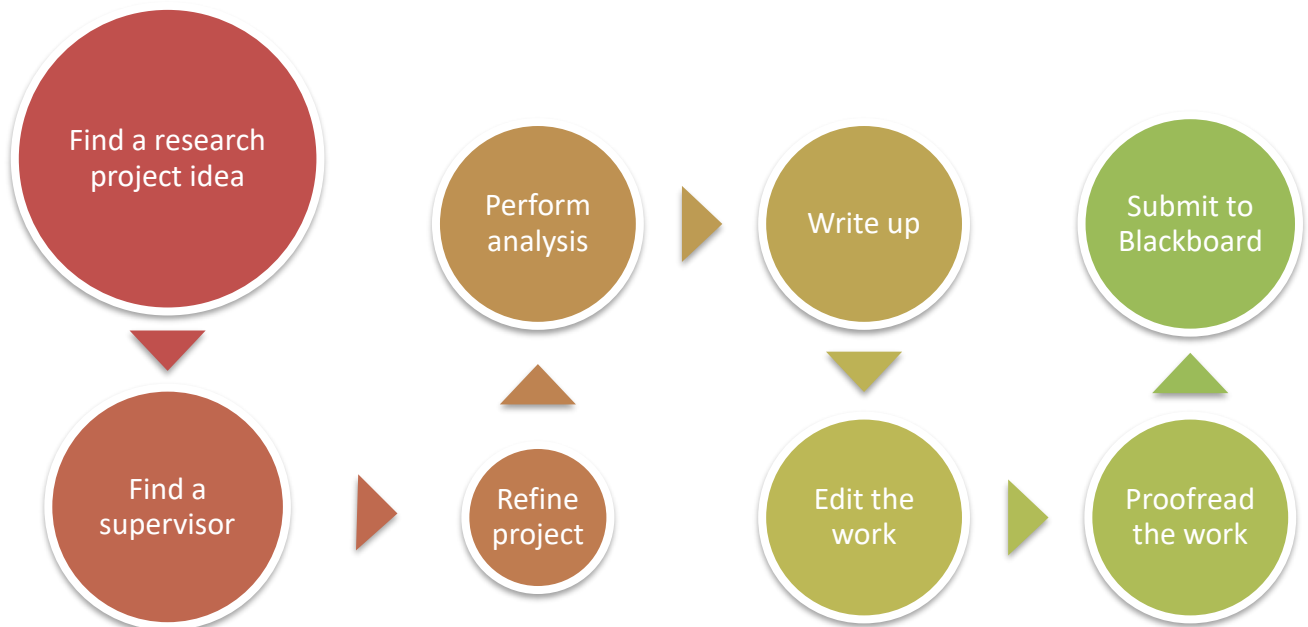 Find a research
project idea
Find a
supervisor
Refine
project
Perform
analysis
Write up
Edit the
work
Proofread
the work
Submit to
Blackboard